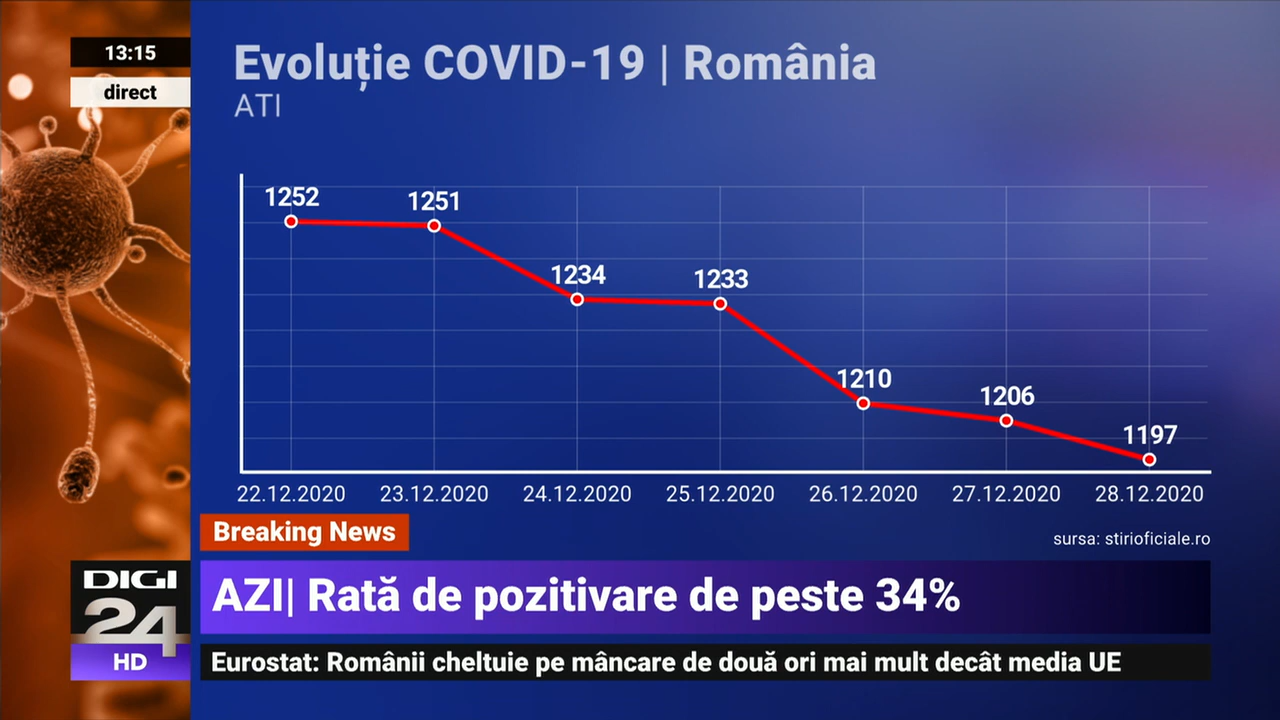 13:15
direct
Evoluție COVID-19 | România
ATI
1252
1251
1234
1233
1210
1206
1197
22.12.2020 23.12.2020 24.12.2020 25.12.2020 26.12.2020 27.12.2020 28.12.2020
Breaking News
sursa: stirioficiale.ro
DIGI
24
HD
AZI| Rată de pozitivare de peste 34%
Eurostat: Românii cheltuie pe mâncare de două ori mai mult decât media UE